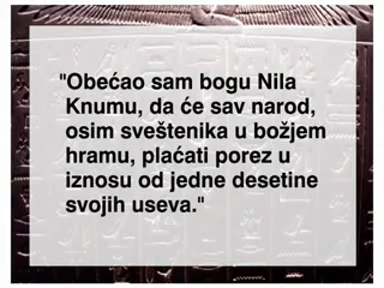 "Obećao sam bogu Nila
Knumu, da će sav narod,
osim sveštenika u božjem
hramu, plaćati porez u
iznosu od jedne desetine
svojih useva."